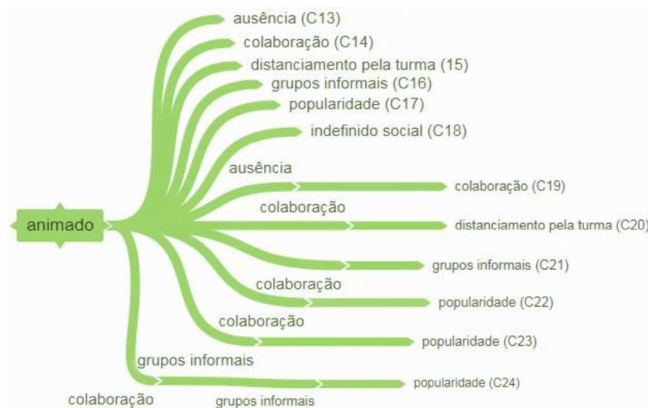 ausência (C13)
colaboração (C14)
distanciamento pela turma (15)
grupos informais (C16)
popularidade (C17)
indefinido social (C18)
ausência
colaboração (C19)
colaboração
animado
distanciamento pela turma (C20)
grupos informais (C21)
colaboração
popularidade (C22)
colaboração
popularidade (C23)
grupos informais
popularidade (C24)
colaboração
grupos informais